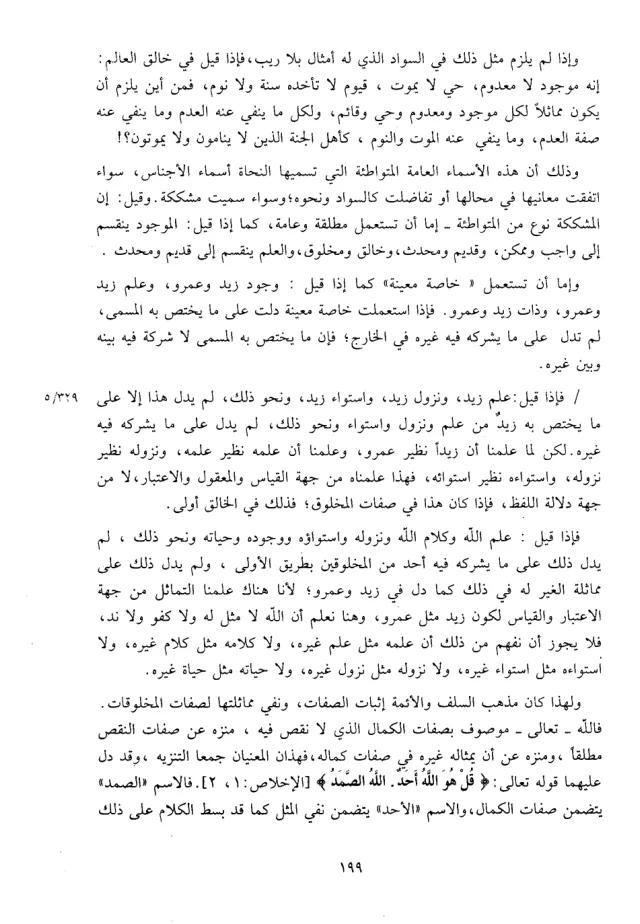 وإذا لم يلزم مثل ذلك في السواد الذي له أمثال بلا ريب، فإذا قيل في خالق العالم:
إنه موجود لا معدوم، حي لا يموت ، قيوم لا تأخذه سنة ولا نوم، فمن أين يلزم أن
يكون مماثلاً لكل موجود ومعدوم وحي وقائم، ولكل ما ينفي عنه العدم وما ينفي عنه
صفة العدم، وما ينفي عنه الموت والنوم ، كأهل الجنة الذين لا ينامون ولا يموتون؟!
وذلك أن هذه الأسماء العامة المتواطئة التي تسميها النحاة أسماء الأجناس، سواء
اتفقت معانيها في محالها أو تفاضلت كالسواد ونحوه؛وسواء سميت مشككة.وقيل: إن
المشككة نوع من المتواطئة ـ إما أن تستعمل مطلقة وعامة، كما إذا قيل: الموجود ينقسم
إلى واجب وممكن، وقديم ومحدث،وخالق ومخلوق،والعلم ينقسم إلى قديم ومحدث .
وإما أن تستعمل « خاصة معينة» كما إذا قيل : وجود زيد وعمرو، وعلم زيد
وعمرو، وذات زيد وعمرو. فإذا استعملت خاصة معينة دلت على ما يختص به المسمى،
لم تدل على ما يشركه فيه غيره في الخارج؛ فإن ما يختص به المسمى لا شركة فيه بينه
وبين غيره.
٥/٣٢٩
/ فإذا قيل:علم زيد، ونزول زيد، واستواء زيد، ونحو ذلك، لم يدل هذا إلا على
ما يختص به زيدٌ من علم ونزول واستواء ونحو ذلك، لم يدل على ما يشركه فيه
غيره.لكن لما علمنا أن زيداً نظير عمرو، وعلمنا أن علمه نظير علمه، ونزوله نظير
نزوله، واستواءه نظير استوائه، فهذا علمناه من جهة القياس والمعقول والاعتبار،لا من
جهة دلالة اللفظ، فإذا كان هذا في صفات المخلوق؛ فذلك في الخالق أولى.
فإذا قيل : علم الله وكلام الله ونزوله واستواؤه ووجوده وحياته ونحو ذلك ، لم
يدل ذلك على ما يشركه فيه أحد من المخلوقين بطريق الأولى ، ولم يدل ذلك على
مماثلة الغير له في ذلك كما دل في زيد وعمرو؛ لأنا هناك علمنا التماثل من جهة
الاعتبار والقياس لكون زيد مثل عمرو، وهنا نعلم أن الله لا مثل له ولا كفو ولا ند،
فلا يجوز أن نفهم من ذلك أن علمه مثل علم غيره، ولا كلامه مثل كلام غيره، ولا
استواءه مثل استواء غيره، ولا نزوله مثل نزول غيره، ولا حياته مثل حياة غيره.
ولهذا كان مذهب السلف والأئمة إثبات الصفات، ونفي مماثلتها لصفات المخلوقات.
فالله ـ تعالى ـ موصوف بصفات الكمال الذي لا نقص فيه ، منزه عن صفات النقص
مطلقاً ،ومنزه عن أن يماثله غيره في صفات كماله،فهذان المعنيان جمعا التنزيه ،وقد دل
عليهما قوله تعالى:﴿ قُلْ هُوَ اللَّهُ أَحَدٌ. اللَّهُ الصَّمَدُ ﴾ [الإخلاص:١، ٢].فالاسم «الصمد»
يتضمن صفات الكمال،والاسم «الأحد» يتضمن نفي المثل كما قد بسط الكلام على ذلك
١٩٩